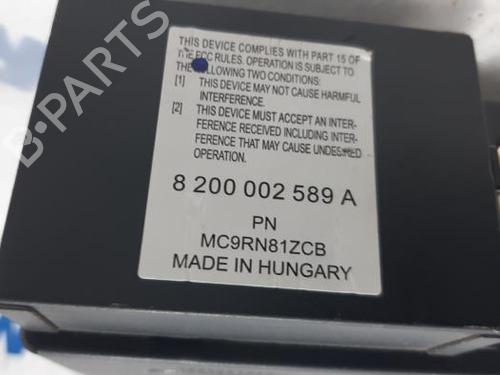 THIS DEVICE COMPLIES WITH PART 15 OF
THE FCC RULES. OPERATION IS SUBJECT TO
THE FOLLOWING TWO CONDITIONS:
[1] THIS DEVICE MAY NOT CAUSE HARMFUL
INTERFERENCE.
[2] THIS DEVICE MUST ACCEPT AN INTER-
FERENCE RECEIVED INCLUDING INTER-
FERENCE THAT MAY CAUSE UNDESIRED
OPERATION.
8 200 002 589 A
PN
MC9RN81ZCB
MADE IN HUNGARY
B-PARTS